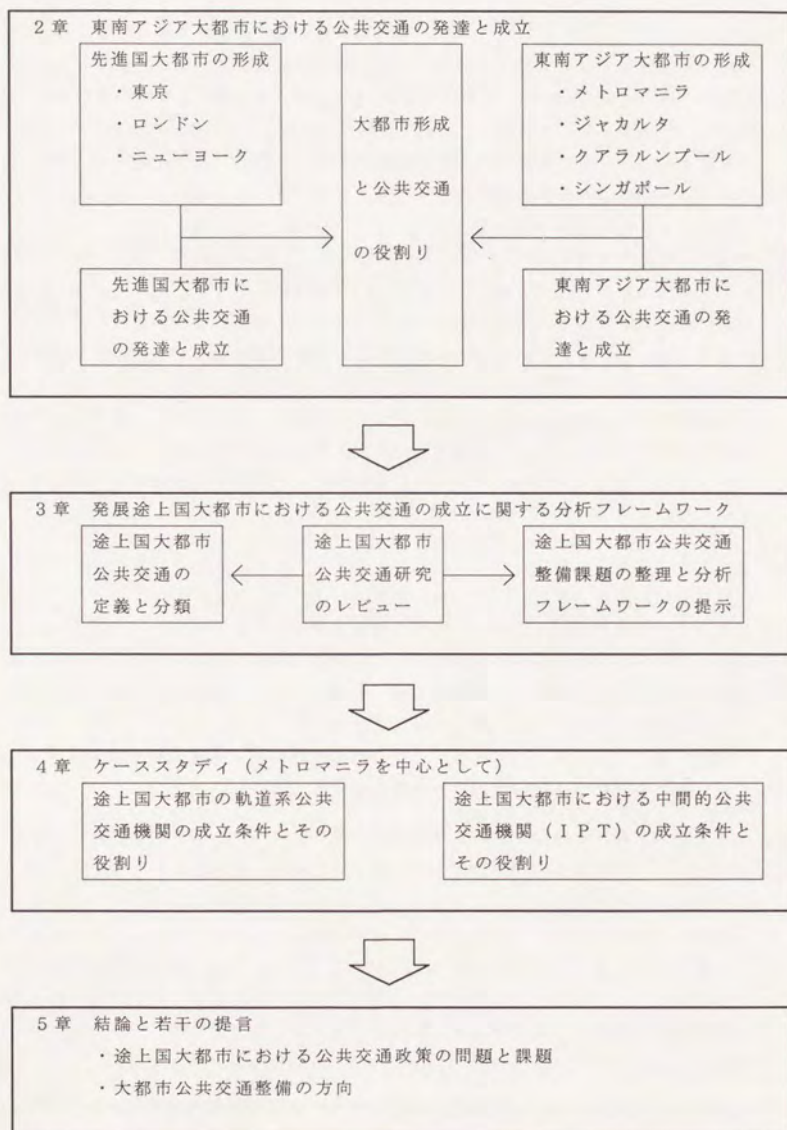 2章 東南アジア大都市における公共交通の発達と成立
先進国大都市の形成
・東京
・ロンドン
・ニューヨーク
大都市形成
と公共交通
の役割り
東南アジア大都市の形成
・メトロマニラ
・ジャカルタ
・クアラルンプール
・シンガポール
先進国大都市に
おける公共交通
の発達と成立
東南アジア大都市に
おける公共交通の発
達と成立
3章 発展途上国大都市における公共交通の成立に関する分析フレームワーク
途上国大都市
公共交通の
定義と分類
途上国大都市
公共交通研究
のレビュー
途上国大都市公共交通
整備課題の整理と分析
フレームワークの提示
4章 ケーススタディ(メトロマニラを中心として)
途上国大都市の軌道系公共
交通機関の成立条件とその
役割り
途上国大都市における中間的公共
交通機関(IPT)の成立条件と
その役割り
5章 結論と若干の提言
・途上国大都市における公共交通政策の問題と課題
・大都市公共交通整備の方向